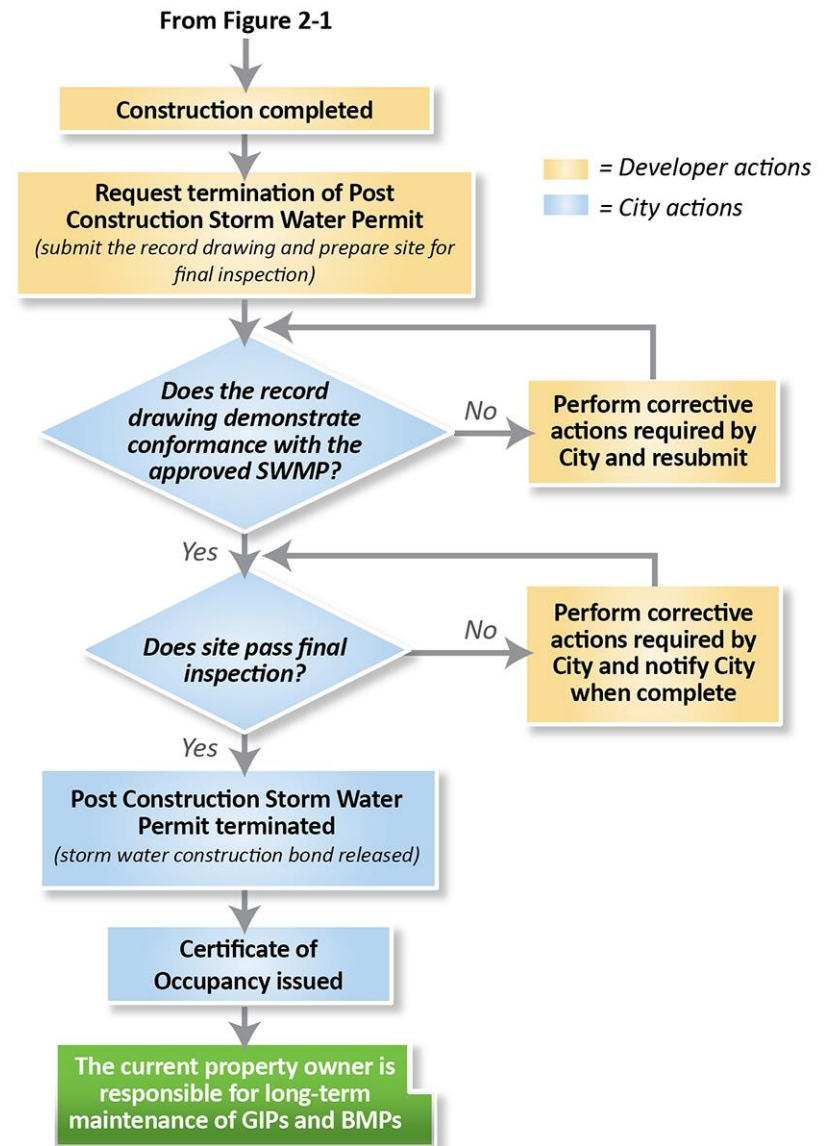 From Figure 2-1
Construction completed
Request termination of Post
Construction Storm Water Permit
(submit the record drawing and prepare site for
final inspection)
= Developer actions
= City actions
Does the record
drawing demonstrate
conformance with the
approved SWMP?
No
Perform corrective
actions required by
City and resubmit
Yes
Does site pass final
inspection?
No
Perform corrective
actions required by
City and notify City
when complete
Yes
Post Construction Storm Water
Permit terminated
(storm water construction bond released)
Certificate of
Occupancy issued
The current property owner is
responsible for long-term
maintenance of GIPs and BMPs